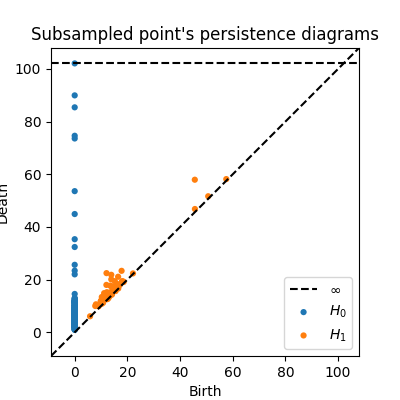 Subsampled point's persistence diagrams
100
80
60
40
20
0
Death
0 20 40 60 80 100
Birth
∞
H₀
H₁